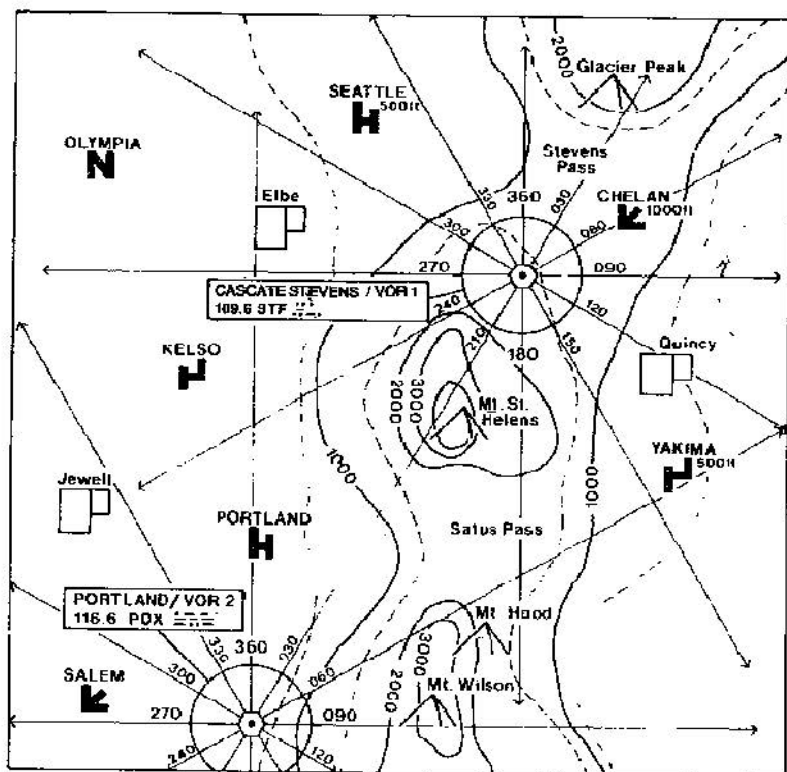 2000
1000
Glacier Peak
SEATTLE
500ft
OLYMPIA
N
H
Stevens
Pass
Elbe
330
360
030
CHELAN
1000ft
300
080
270
090
CASCATE STEVENS / VOR 1
109.6 STF
240
120
KELSO
210
180
150
Quincy
2000
3000
Mt. St.
Helens
YAKIMA
500ft
1000
1000
Jewell
PORTLAND
H
Satus Pass
PORTLAND / VOR 2
116.6 PDX
Mt. Hood
330
360
030
300
060
SALEM
2000
3000
Mt. Wilson
270
090
240
120